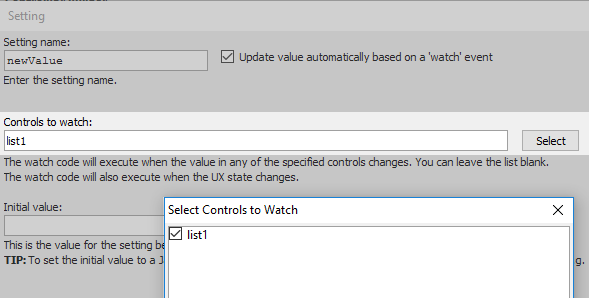 Setting
Setting name:
newValue
Update value automatically based on a 'watch' event
Enter the setting name.
Controls to watch:
list1
Select
The watch code will execute when the value in any of the specified controls changes. You can leave the list blank.
The watch code will also execute when the UX state changes.
Initial value:
This is the value for the setting be
TIP: To set the initial value to a J
g.
Select Controls to Watch
list1